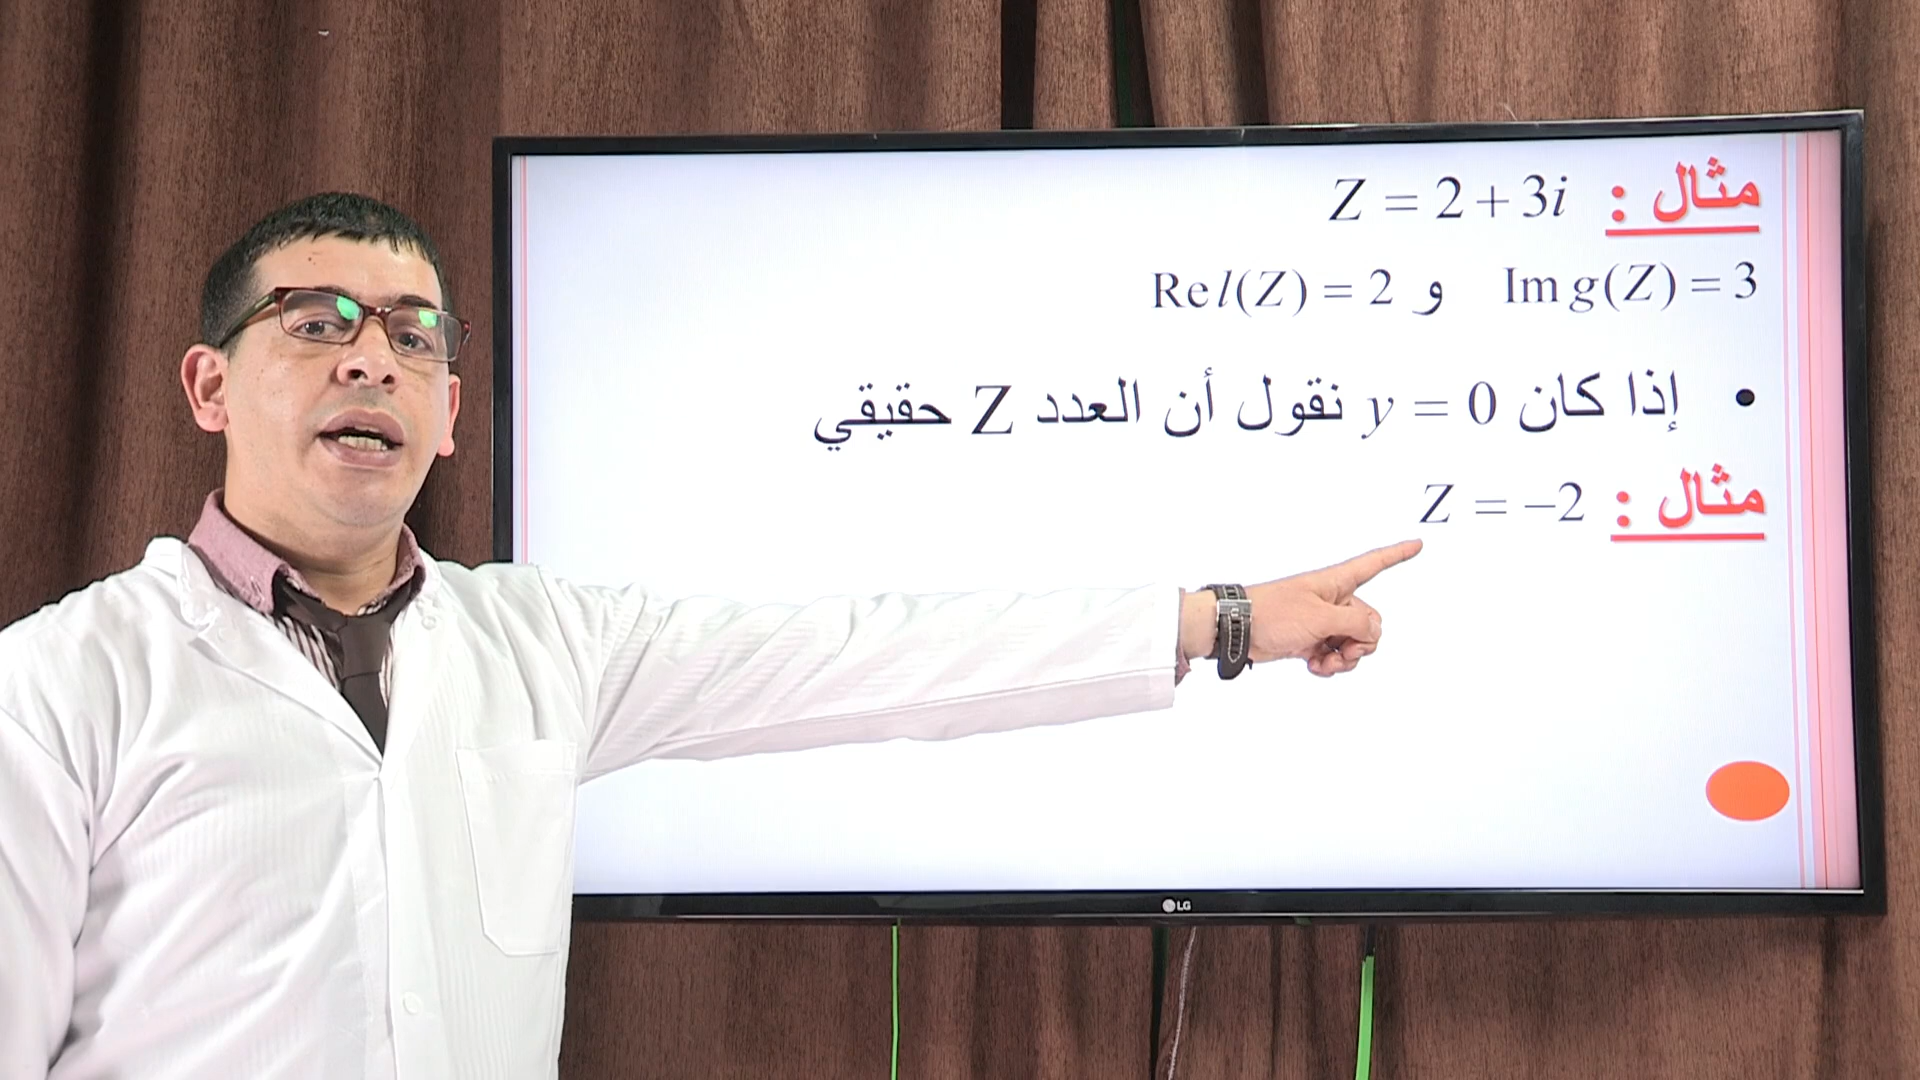 مثال : Z = 2 + 3i
Re l(Z) = 2 و Im g(Z) = 3
• إذا كان y = 0 نقول أن العدد Z حقيقي
مثال : Z = −2
LG